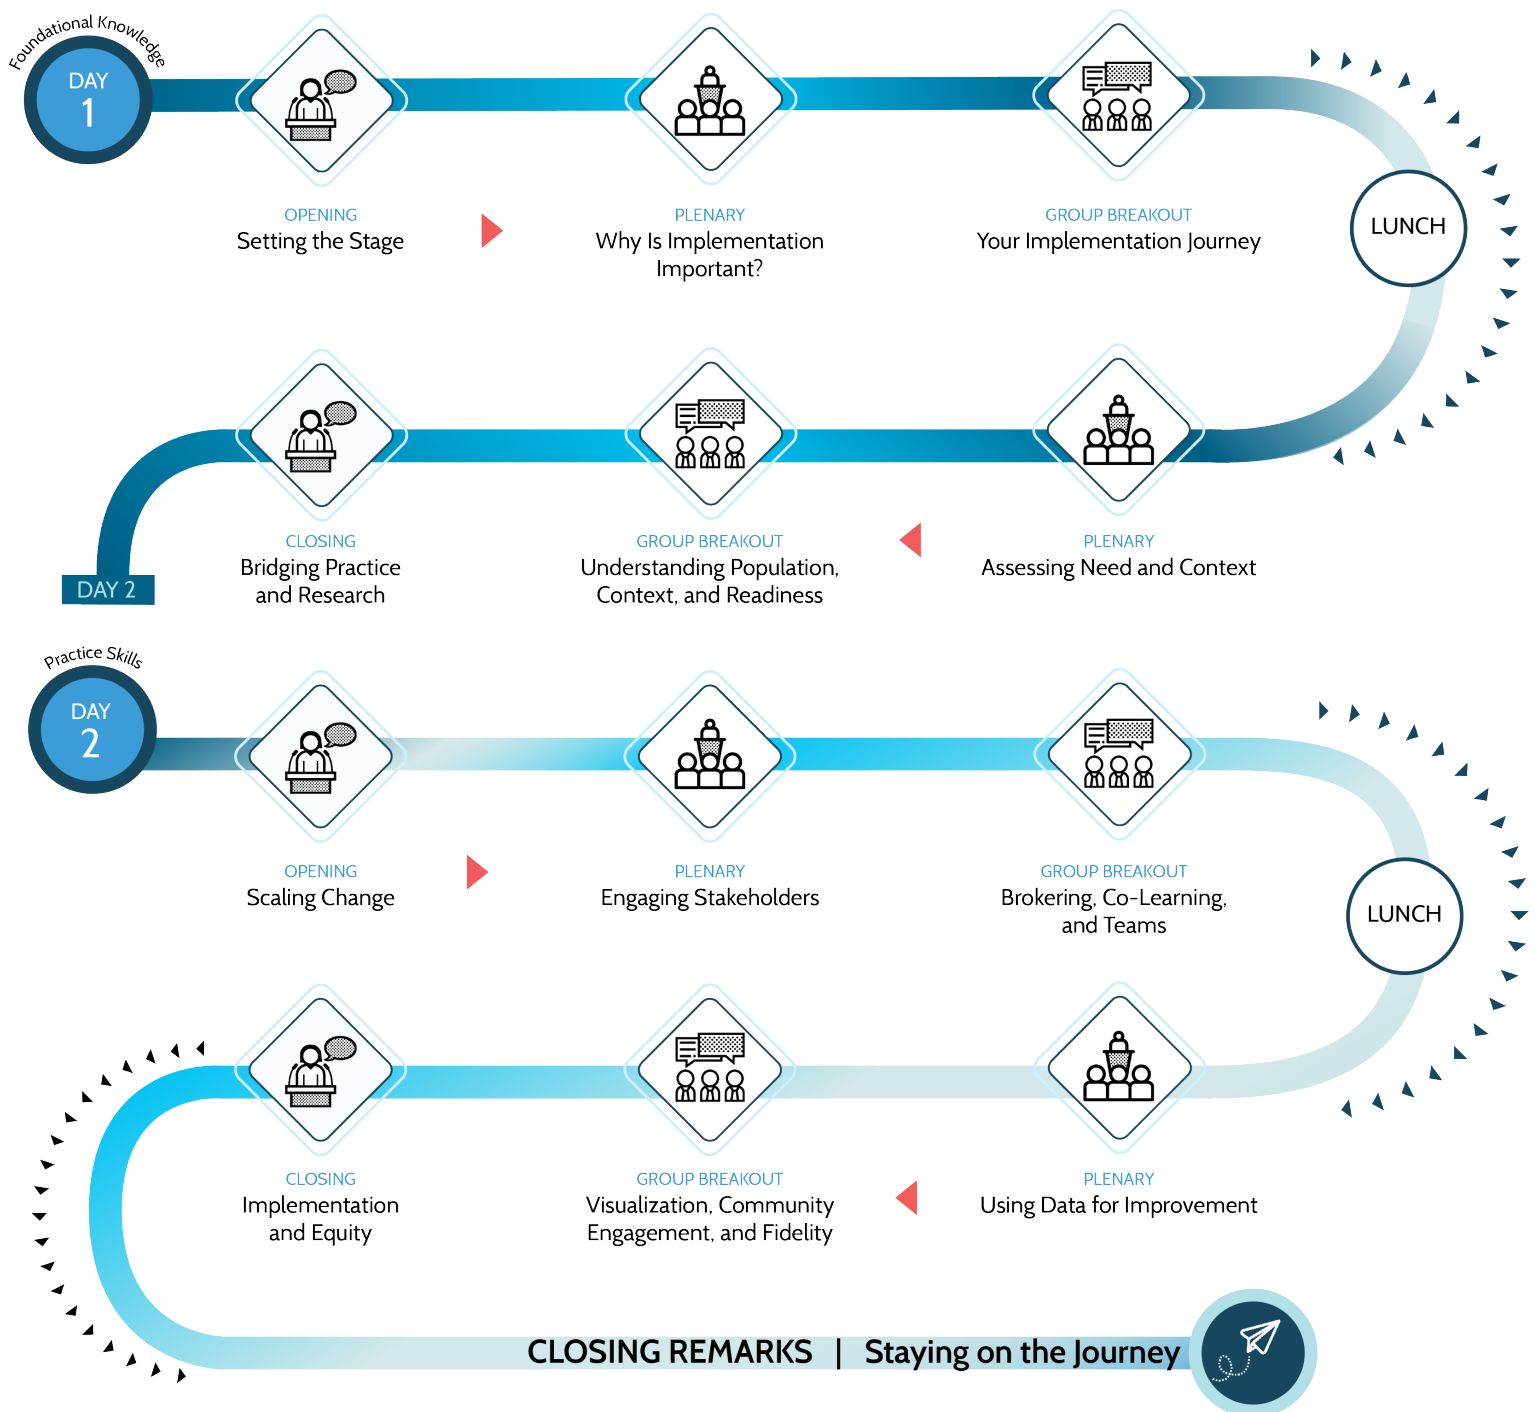 Foundational Knowledge
DAY
1
OPENING
Setting the Stage
PLENARY
Why Is Implementation
Important?
GROUP BREAKOUT
Your Implementation Journey
LUNCH
PLENARY
Assessing Need and Context
GROUP BREAKOUT
Understanding Population,
Context, and Readiness
CLOSING
Bridging Practice
and Research
DAY 2
Practice Skills
DAY
2
OPENING
Scaling Change
PLENARY
Engaging Stakeholders
GROUP BREAKOUT
Brokering, Co-Learning,
and Teams
LUNCH
PLENARY
Using Data for Improvement
GROUP BREAKOUT
Visualization, Community
Engagement, and Fidelity
CLOSING
Implementation
and Equity
CLOSING REMARKS | Staying on the Journey